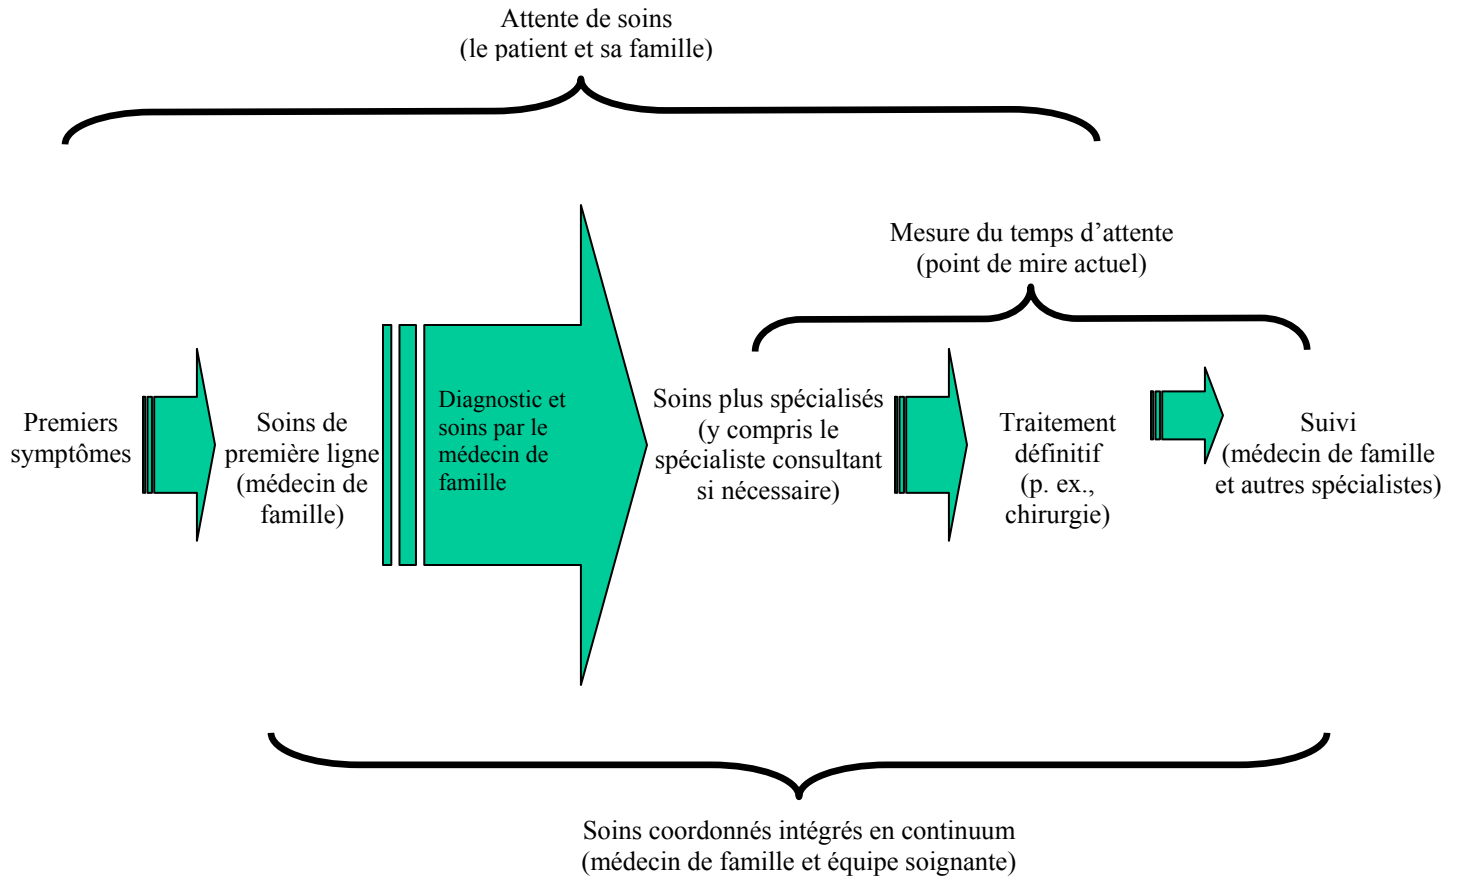 Attente de soins
(le patient et sa famille)
Mesure du temps d’attente
(point de mire actuel)
Premiers
symptômes
Soins de
première ligne
(médecin de
famille)
Diagnostic et
soins par le
médecin de
famille
Soins plus spécialisés
(y compris le
spécialiste consultant
si nécessaire)
Traitement
définitif
(p. ex.,
chirurgie)
Suivi
(médecin de famille
et autres spécialistes)
Soins coordonnés intégrés en continuum
(médecin de famille et équipe soignante)